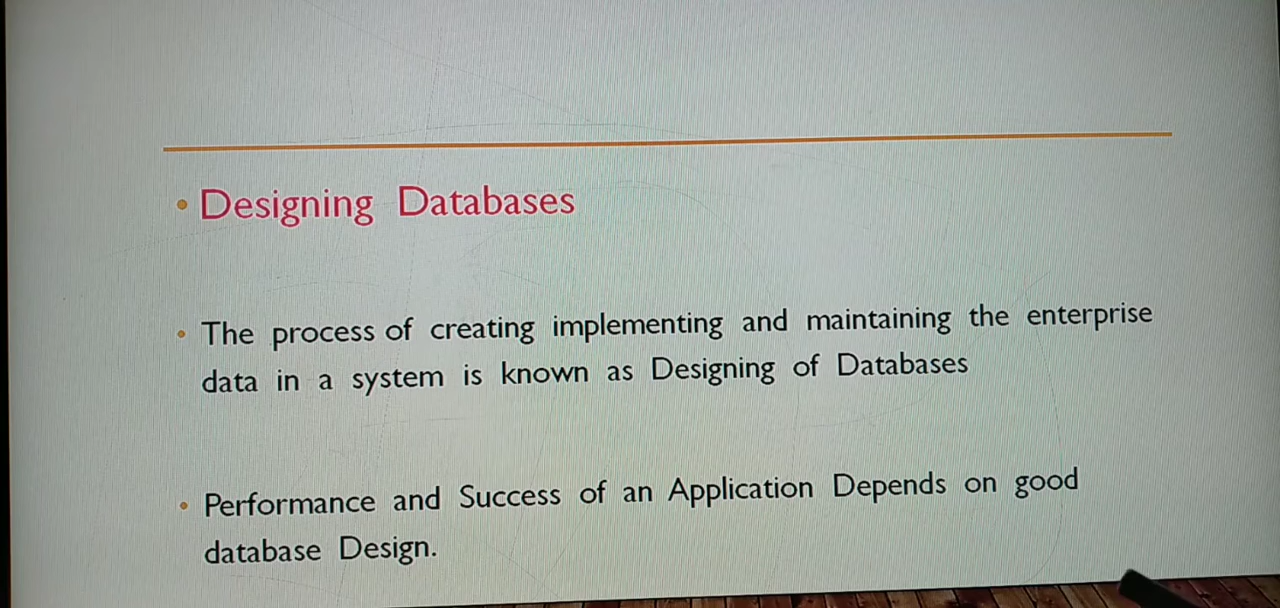 • Designing Databases
• The process of creating implementing and maintaining the enterprise
data in a system is known as Designing of Databases
• Performance and Success of an Application Depends on good
database Design.